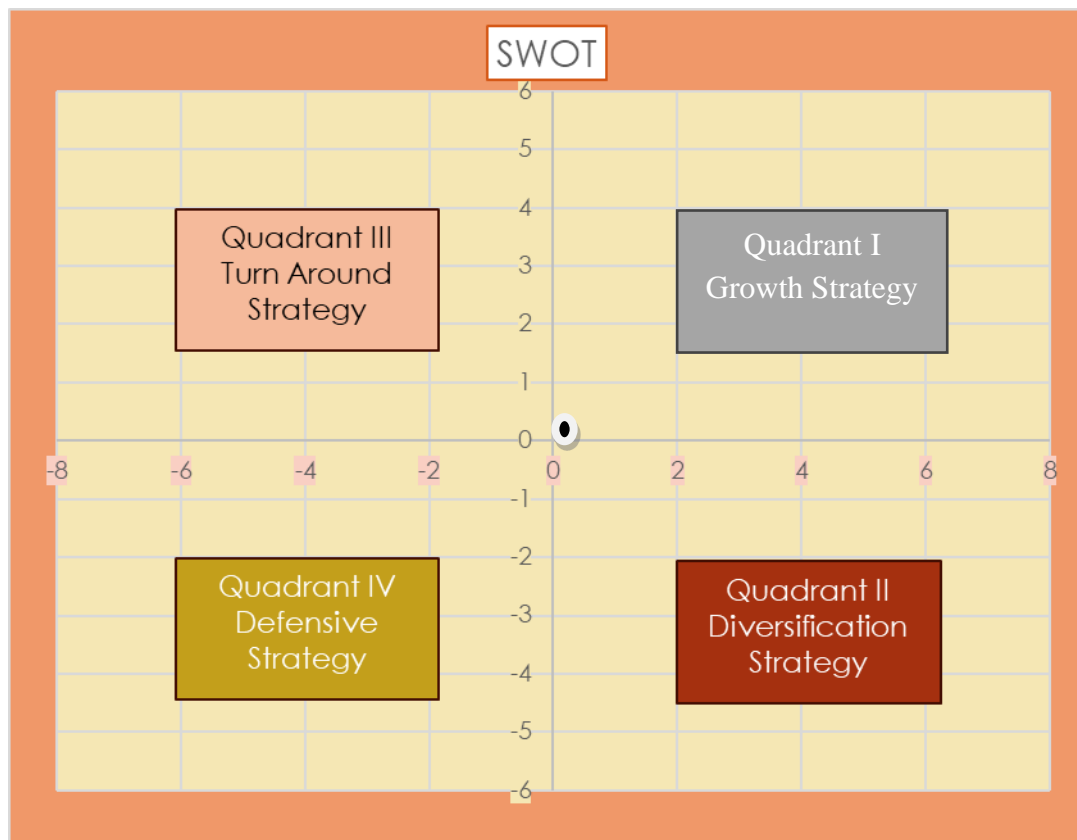 SWOT
6
5
4
3
2
1
0
-1
-2
-3
-4
-5
-6
-8
-6
-4
-2
0
2
4
6
8
Quadrant III
Turn Around
Strategy
Quadrant I
Growth Strategy
Quadrant IV
Defensive
Strategy
Quadrant II
Diversification
Strategy